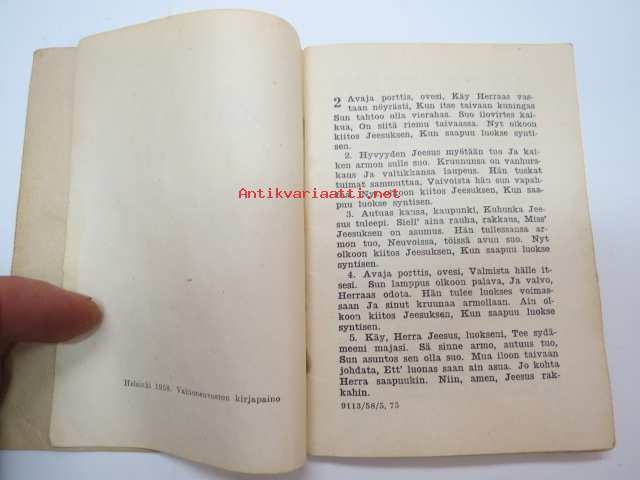 Helsinki 1958. Valtioneuvoston kirjapaino
2 Avaja porttis, ovesi, Käy Herraas vas-
taan nöyrästi, Kun itse taivaan kuningas
Sun tahtoo olla vierahas. Suo ilovirtes kai-
kua, On siitä riemu taivaassa. Nyt olkoon
kiitos Jeesuksen, Kun saapuu luokse synti-
sen.
2. Hyvyyden Jeesus myötään tuo Ja kai-
ken armon sulle suo. Kruununsa on vanhurs-
kaus Ja valtikkansa laupeus. Hän tuskat
tuimat sammuttaa, Vaivoista hän sun vapah-
Nyt olkoon kiitos Jeesuksen, Kun saa-
puu luokse syntisen.
Antikvariaatti.net
3. Autuas kansa, kaupunki, Kuhunka Jee-
sus tuleepi. Siell' aina rauha, rakkaus, Miss'
Jeesuksen on asumus. Hän tullessansa ar-
mon tuo, Neuvoissa, töissä avun suo. Nyt
olkoon kiitos Jeesuksen, Kun saapuu luokse
syntisen.
4. Avaja porttis, ovesi, Valmista hälle it-
sesi. Sun lamppus olkoon palava, Ja valvo,
Herraas odota. Hän tulee luokses voimas-
saan Ja sinut kruunaa armollaan. Ain ol-
koon kiitos Jeesuksen, Kun saapuu luokse
syntisen.
5. Käy, Herra Jeesus, luokseni, Tee sydä-
meeni majasi. Sä sinne armo, autuus tuo,
Sun asuntos sen olla suo. Mua iloon taivaan
johdata, Ett' luonas saan ain asua. Jo kohta
Herra saapuukin. Niin, amen, Jeesus rak-
kahin.
9113/58/5, 75